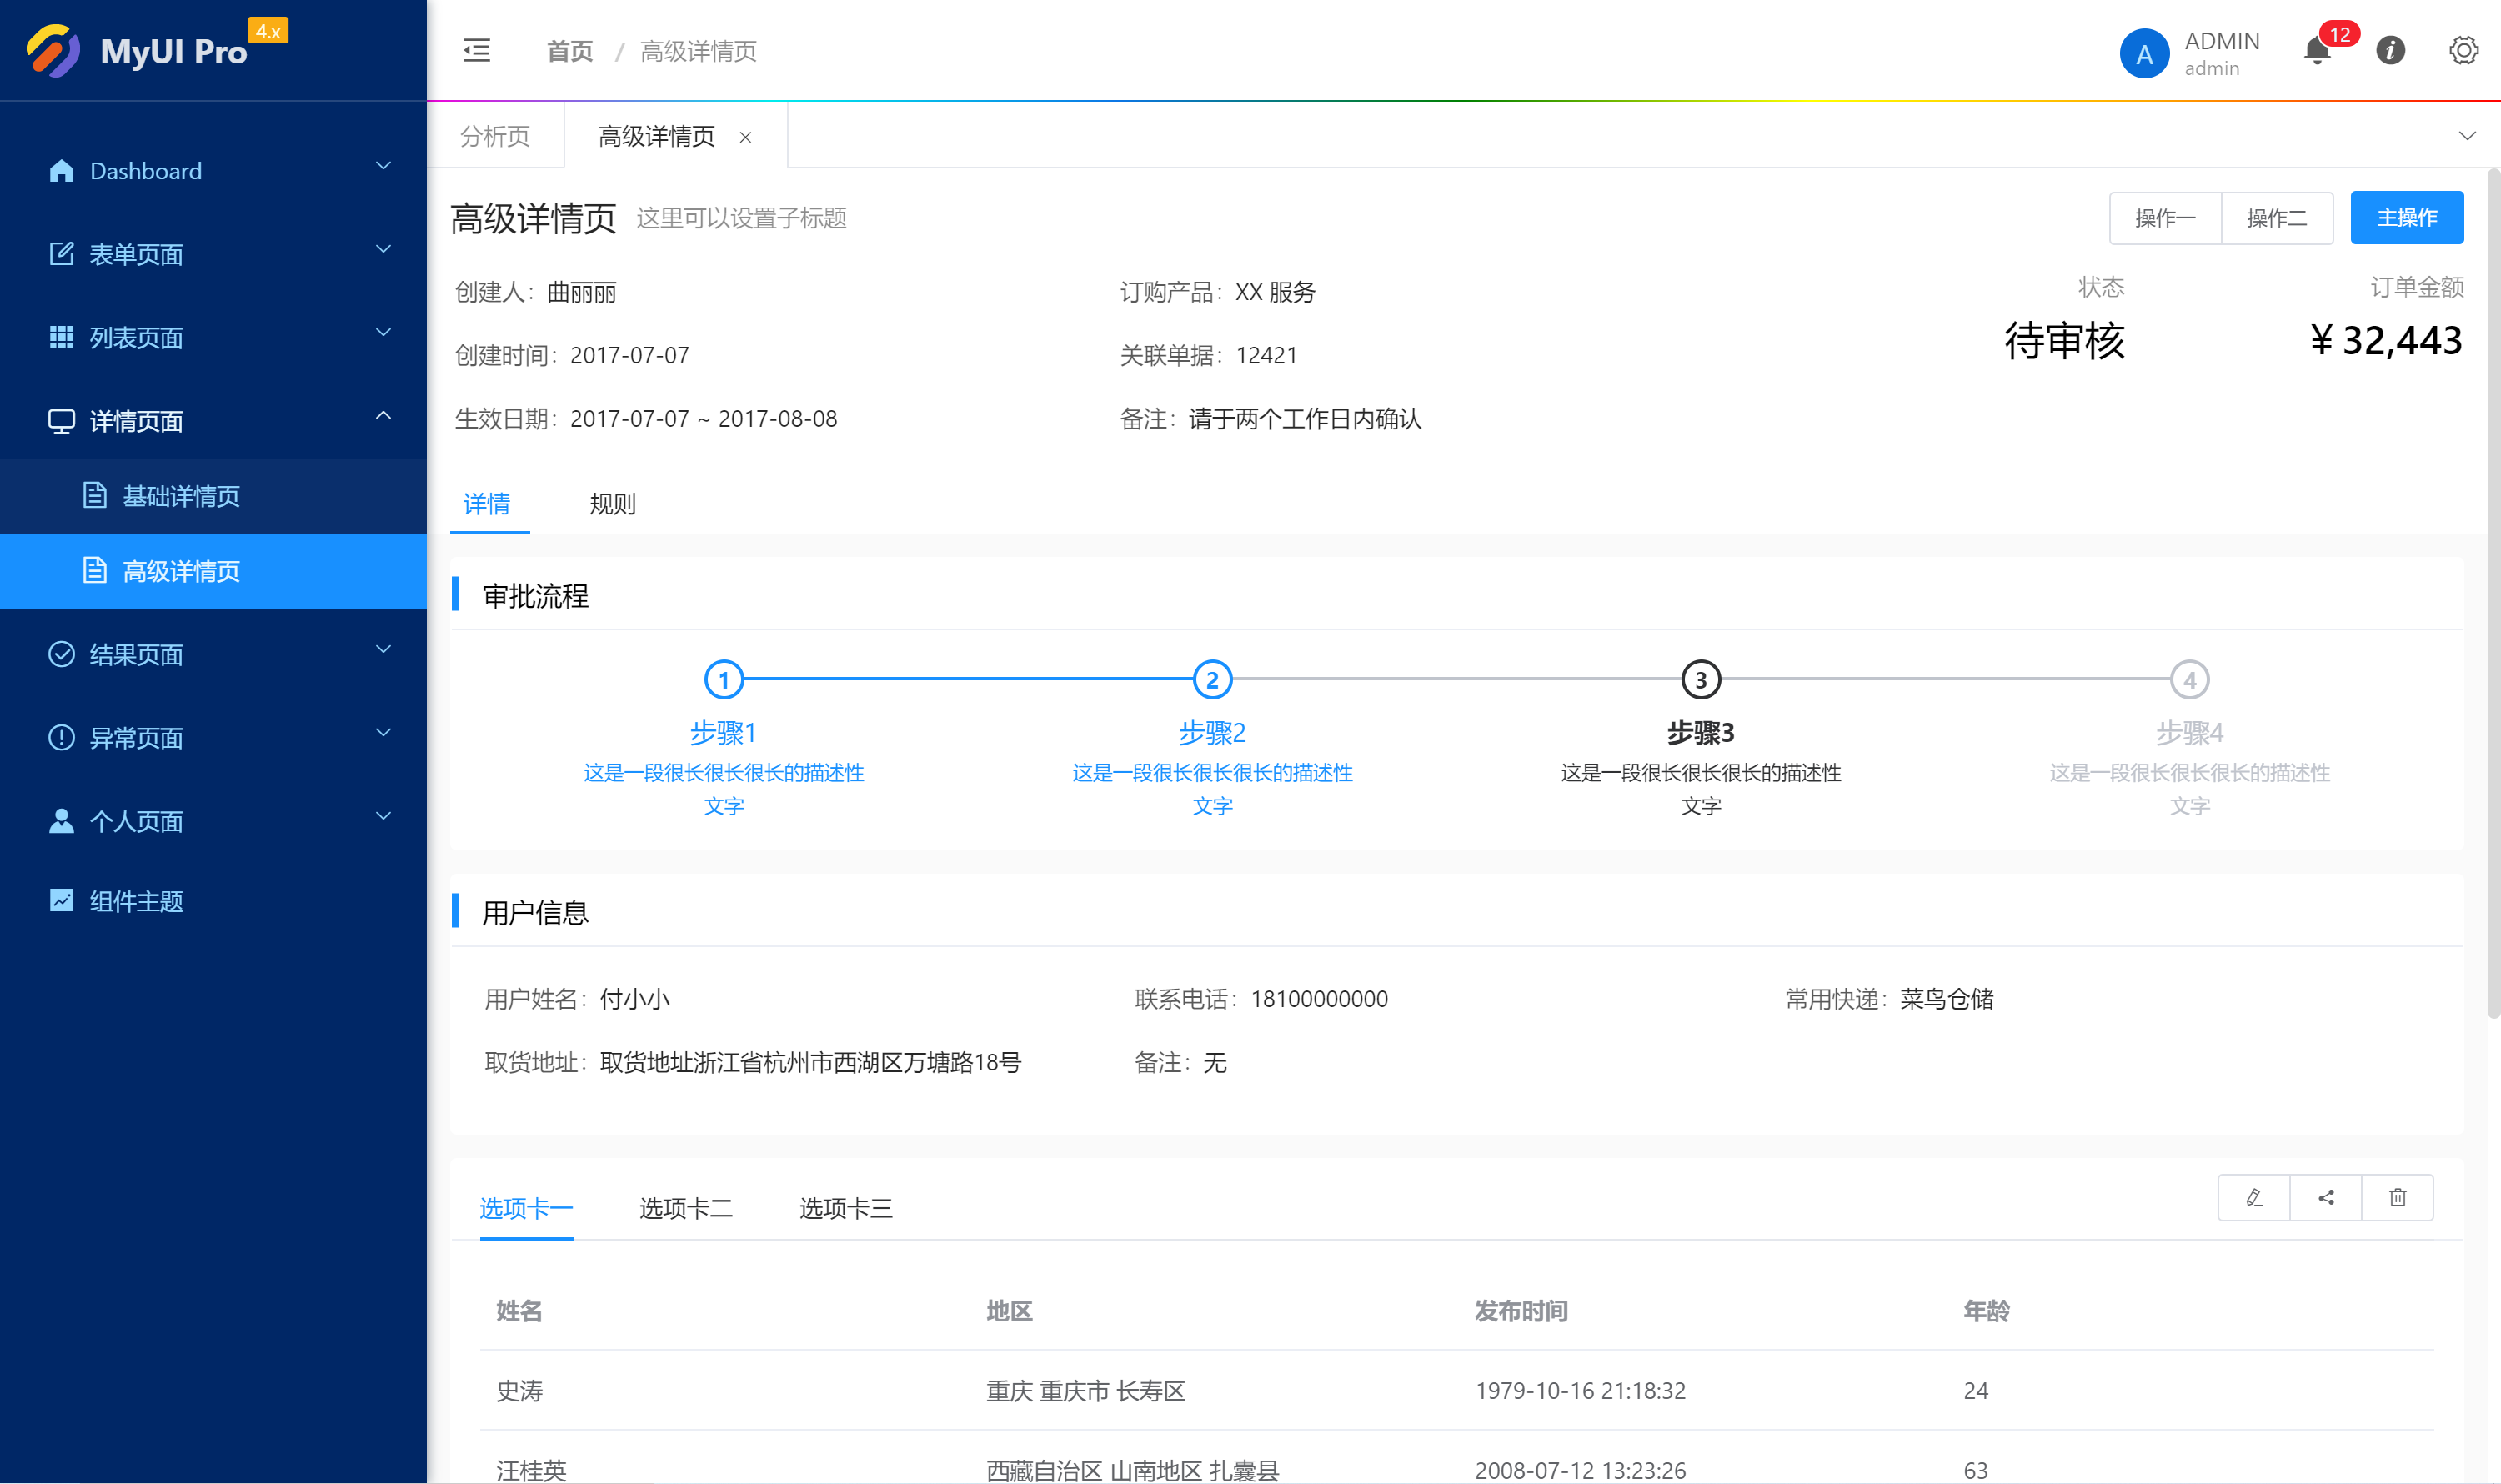 MyUI Pro 4.x
首页 / 高级详情页
A
ADMIN
admin
12
Dashboard
表单页面
列表页面
详情页面
基础详情页
高级详情页
结果页面
异常页面
个人页面
组件主题
分析页 高级详情页
高级详情页 这里可以设置子标题
操作一 操作二 主操作
创建人：曲丽丽 订购产品：XX 服务
状态 订单金额
待审核 ¥ 32,443
创建时间：2017-07-07 关联单据：12421
生效日期：2017-07-07 ~ 2017-08-08 备注：请于两个工作日内确认
详情 规则
审批流程
1 2 3 4
步骤1 步骤2 步骤3 步骤4
这是一段很长很长很长的描述性 这是一段很长很长很长的描述性 这是一段很长很长很长的描述性 这是一段很长很长很长的描述性
文字 文字 文字 文字
用户信息
用户姓名：付小小 联系电话：18100000000 常用快递：菜鸟仓储
取货地址：取货地址浙江省杭州市西湖区万塘路18号 备注：无
选项卡一 选项卡二 选项卡三
姓名 地区 发布时间 年龄
史涛 重庆 重庆市 长寿区 1979-10-16 21:18:32 24
汪桂英 西藏自治区 山南地区 扎囊县 2008-07-12 13:23:26 63